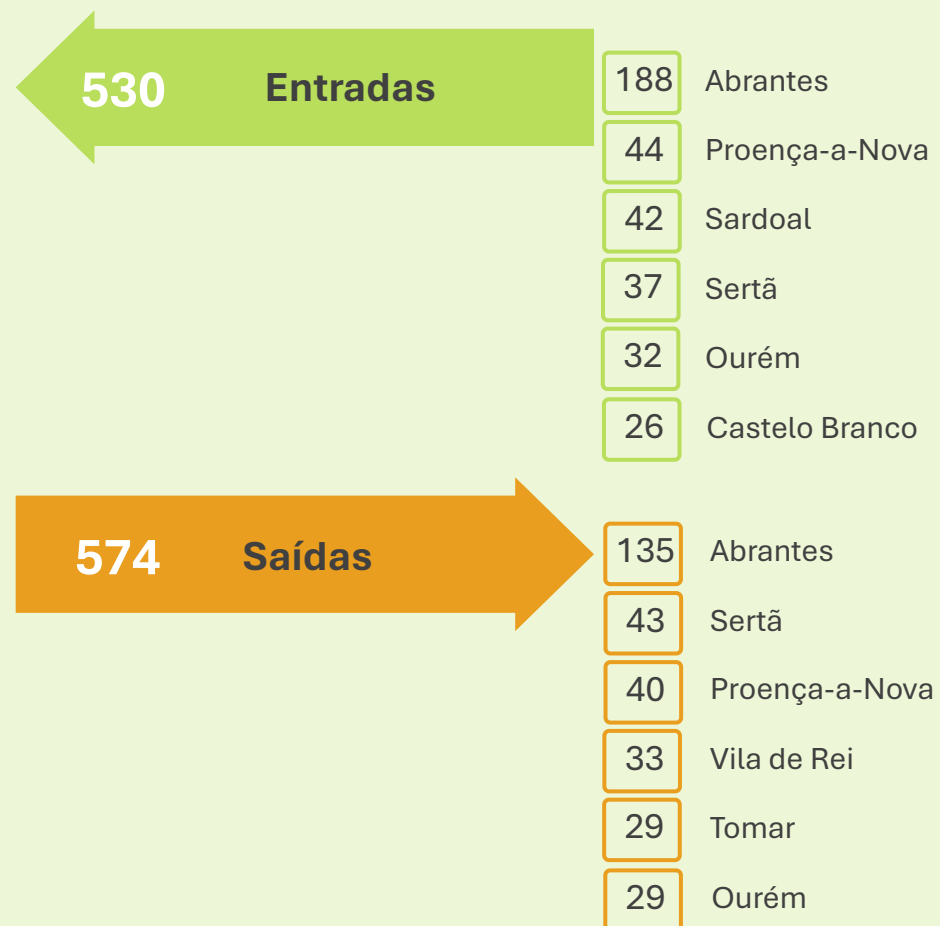 530 Entradas
188 Abrantes
44 Proença-a-Nova
42 Sardoal
37 Sertã
32 Ourém
26 Castelo Branco
574 Saídas
135 Abrantes
43 Sertã
40 Proença-a-Nova
33 Vila de Rei
29 Tomar
29 Ourém